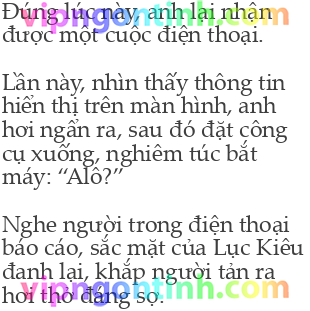 Đúng lúc này, anh lại nhận
được một cuộc điện thoại.
Lần này, nhìn thấy thông tin
hiển thị trên màn hình, anh
hơi ngẩn ra, sau đó đặt công
cụ xuống, nghiêm túc bắt
máy: “Alô?”
Nghe người trong điện thoại
báo cáo, sắc mặt của Lục Kiêu
đanh lại, khắp người tản ra
hơi thở đáng sợ.
vipngontinh.com
vipngontinh.com